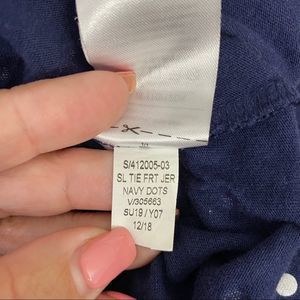 S/412005-03
SL TIE FRT JER
NAVY DOTS
V/305663
SU19/Y07
12/18